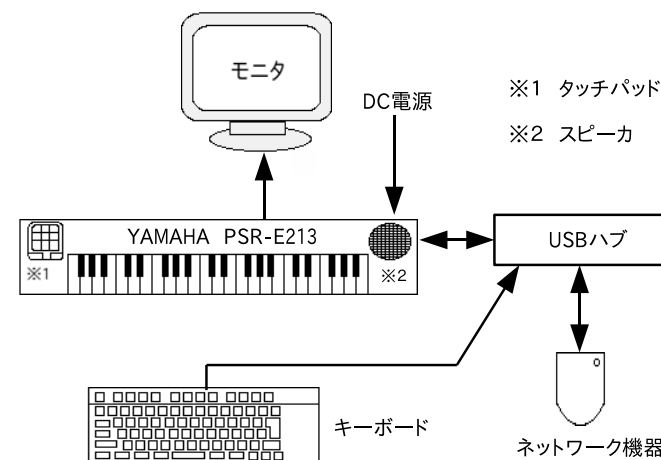 モニタ
DC電源
※1 タッチパッド
※2 スピーカ
YAMAHA PSR-E213
※1
※2
USBハブ
キーボード
ネットワーク機器